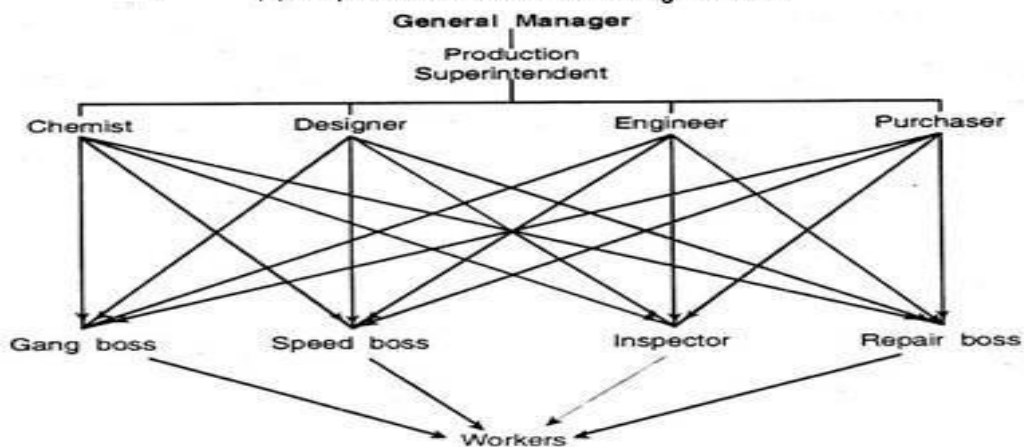 General Manager
Production
Superintendent
Chemist Designer Engineer Purchaser
Gang boss Speed boss Inspector Repair boss
Workers